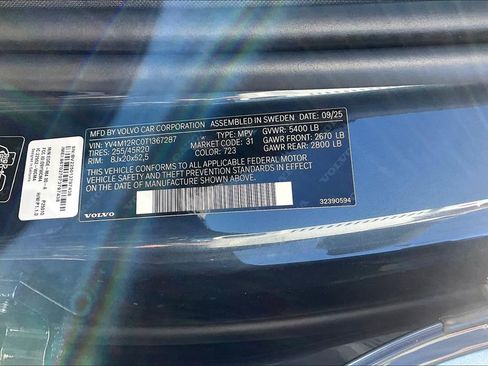 MFD. BY VOLVO CAR CORPORATION ASSEMBLED IN SWEDEN 09/25
VIN: YV4M12RC0T1367287 TYPE: MPV GVWR: 5400 LB
TIRES: 255/45R20 MARKET: 31 GAWR FRONT: 2670 LB
RIM: 8Jx20x52,5 COLOR: 723 GAWR REAR: 2800 LB
THIS VEHICLE CONFORMS TO ALL APPLICABLE FEDERAL MOTOR
VEHICLE SAFETY, BUMPER, AND THEFT PREVENTION STANDARDS IN EFFECT
ON THE DATE OF MANUFACTURE SHOWN ABOVE.
VOLVO
32390594